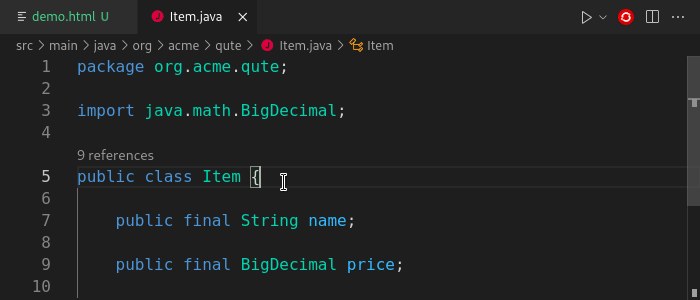 demo.html U Item.java
src > main > java > org > acme > qute > Item.java > Item
1 package org.acme.qute;
2
3 import java.math.BigDecimal;
4
9 references
5 public class Item {
6
7 public final String name;
8
9 public final BigDecimal price;
10